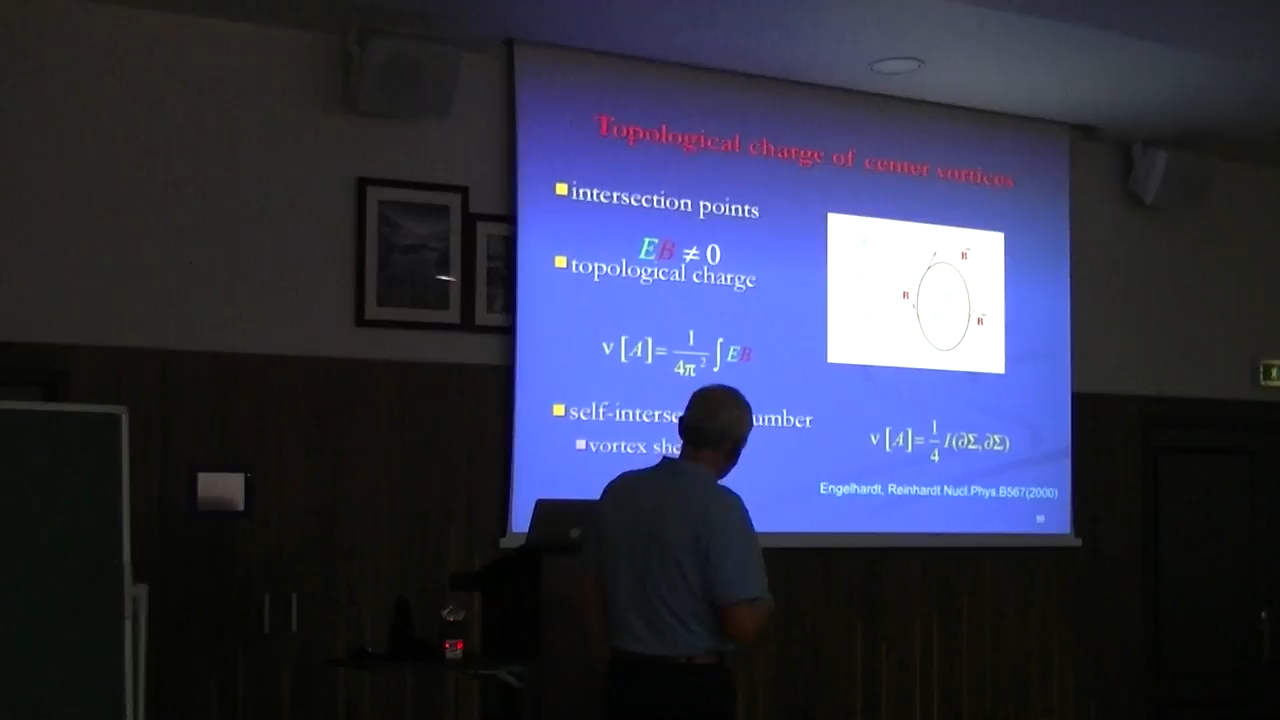 Topological charge of center vortices
intersection points
EB ≠ 0
topological charge
ν [A]= 1/4π² ∫ EB
self-interse umber
vortex she
B
B
B
ν [A]= 1/4 I(∂Σ,∂Σ)
Engelhardt, Reinhardt Nucl.Phys.B567(2000)